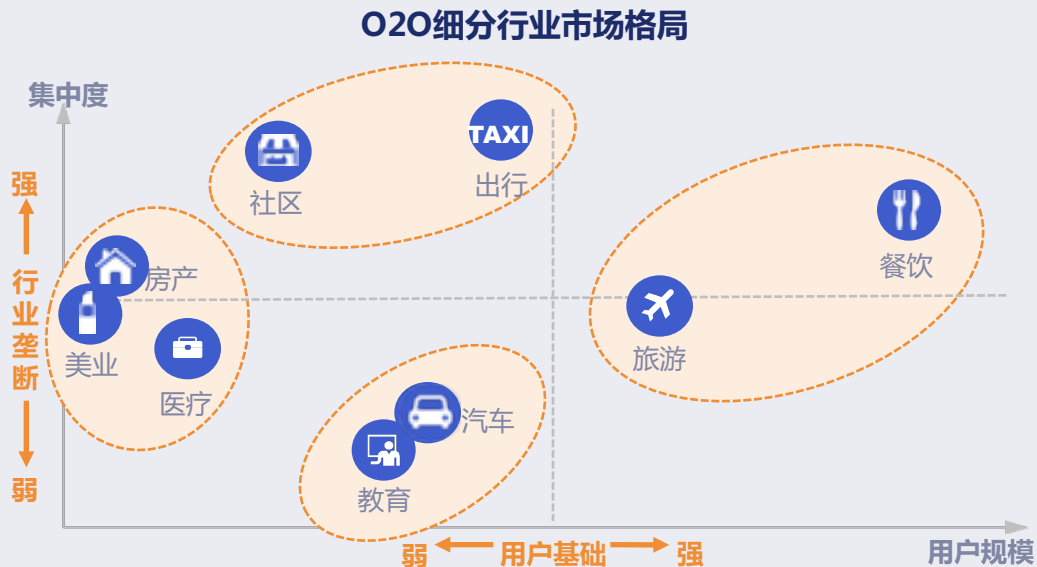 O2O细分行业市场格局
集中度
TAXI
出行
社区
强
餐饮
房产
行业垄断
旅游
美业
医疗
汽车
弱
教育
弱
用户基础
强
用户规模